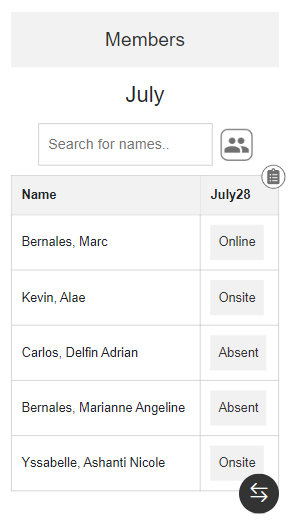 Members
July
Search for names..
Name July28
Bernales, Marc Online
Kevin, Alae Onsite
Carlos, Delfin Adrian Absent
Bernales, Marianne Angeline Absent
Yssabelle, Ashanti Nicole Onsite